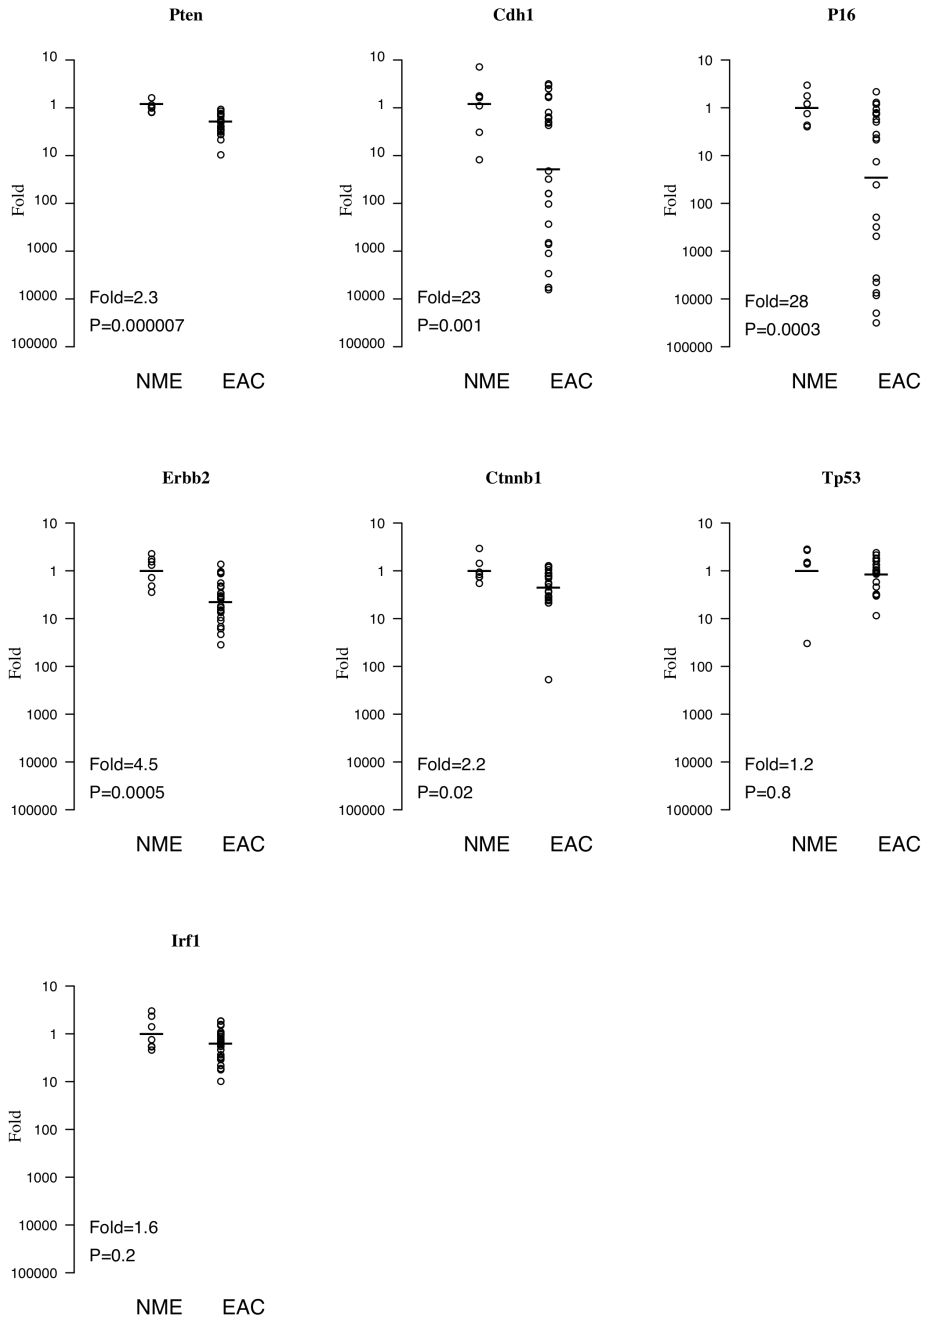 Pten
10
1
10
100
1000
10000
100000
Fold
Fold=2.3
P=0.000007
NME EAC
Cdh1
10
1
10
100
1000
10000
100000
Fold
Fold=23
P=0.001
NME EAC
P16
10
1
10
100
1000
10000
100000
Fold
Fold=28
P=0.0003
NME EAC
Erbb2
10
1
10
100
1000
10000
100000
Fold
Fold=4.5
P=0.0005
NME EAC
Ctnnb1
10
1
10
100
1000
10000
100000
Fold
Fold=2.2
P=0.02
NME EAC
Tp53
10
1
10
100
1000
10000
100000
Fold
Fold=1.2
P=0.8
NME EAC
Irf1
10
1
10
100
1000
10000
100000
Fold
Fold=1.6
P=0.2
NME EAC